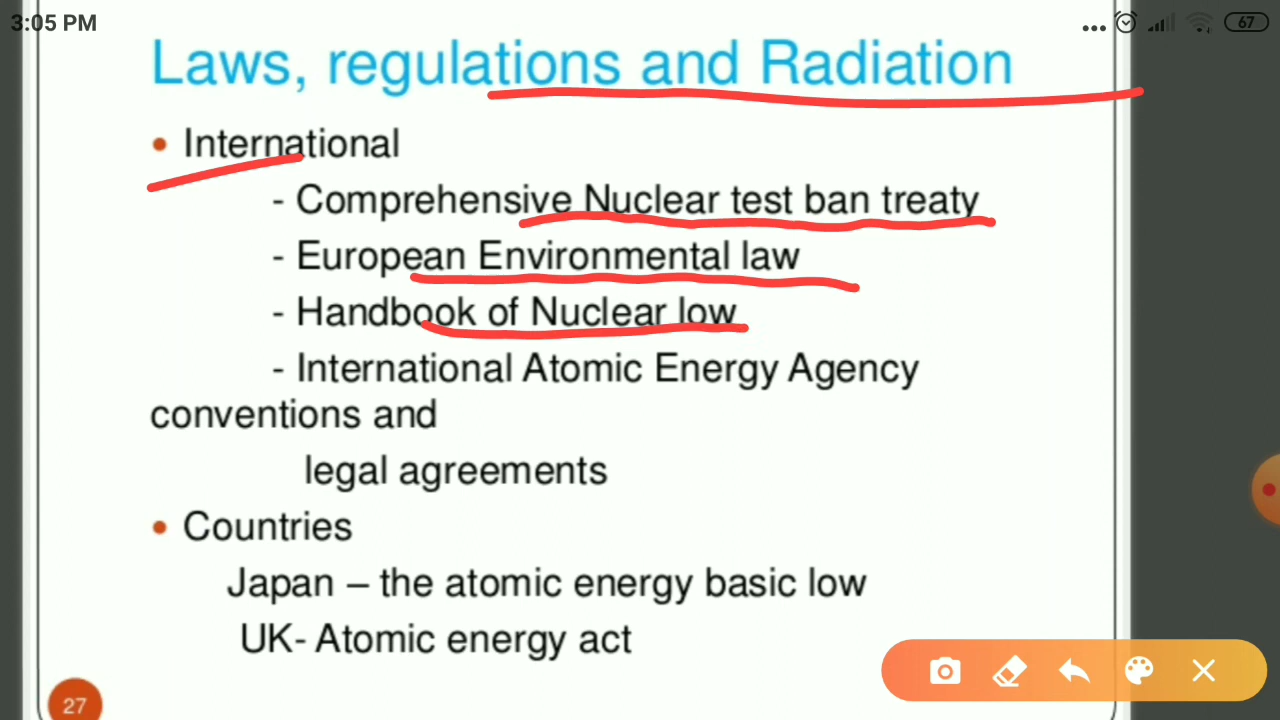 3:05 PM
67
Laws, regulations and Radiation
• International
- Comprehensive Nuclear test ban treaty
- European Environmental law
- Handbook of Nuclear low
- International Atomic Energy Agency
conventions and
legal agreements
• Countries
Japan – the atomic energy basic low
UK- Atomic energy act
27